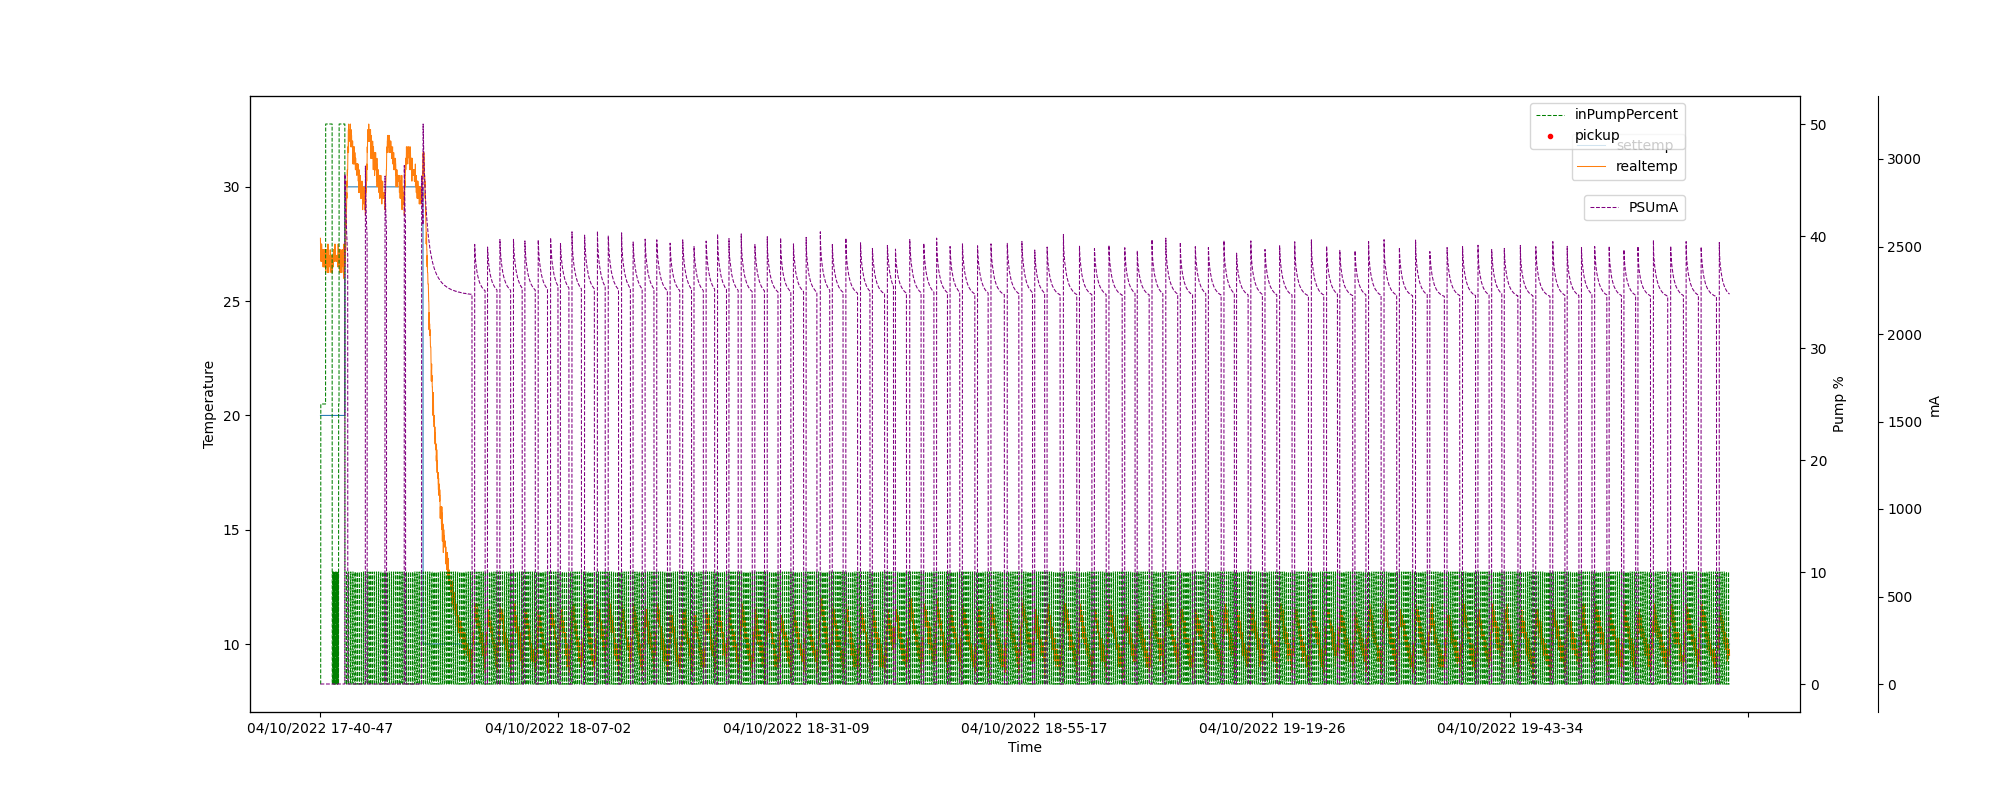 inPumpPercent
pickup
settemp
realtemp
PSUmA
Temperature
30
25
20
15
10
50
40
30
20
10
0
Pump %
3000
2500
2000
1500
1000
500
0
mA
04/10/2022 17-40-47
04/10/2022 18-07-02
04/10/2022 18-31-09
04/10/2022 18-55-17
04/10/2022 19-19-26
04/10/2022 19-43-34
Time